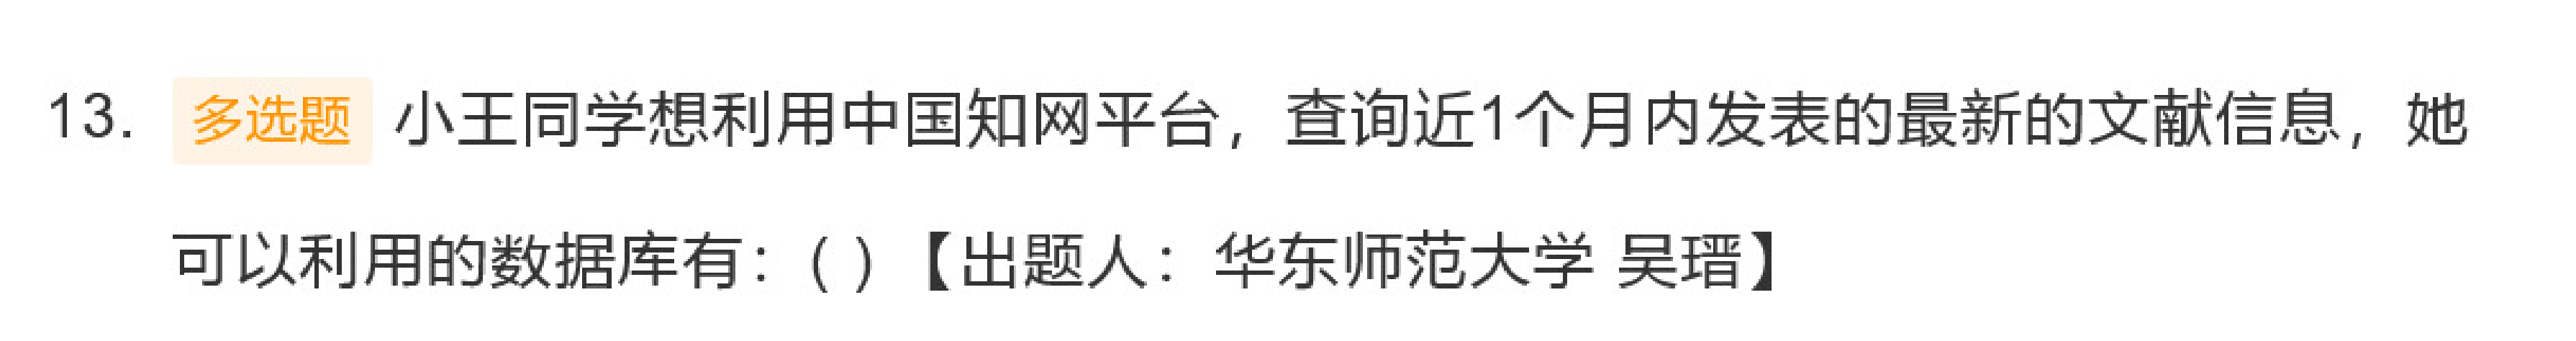 13. 多选题 小王同学想利用中国知网平台，查询近1个月内发表的最新的文献信息，她
可以利用的数据库有：( ) 【出题人：华东师范大学 吴瑨】